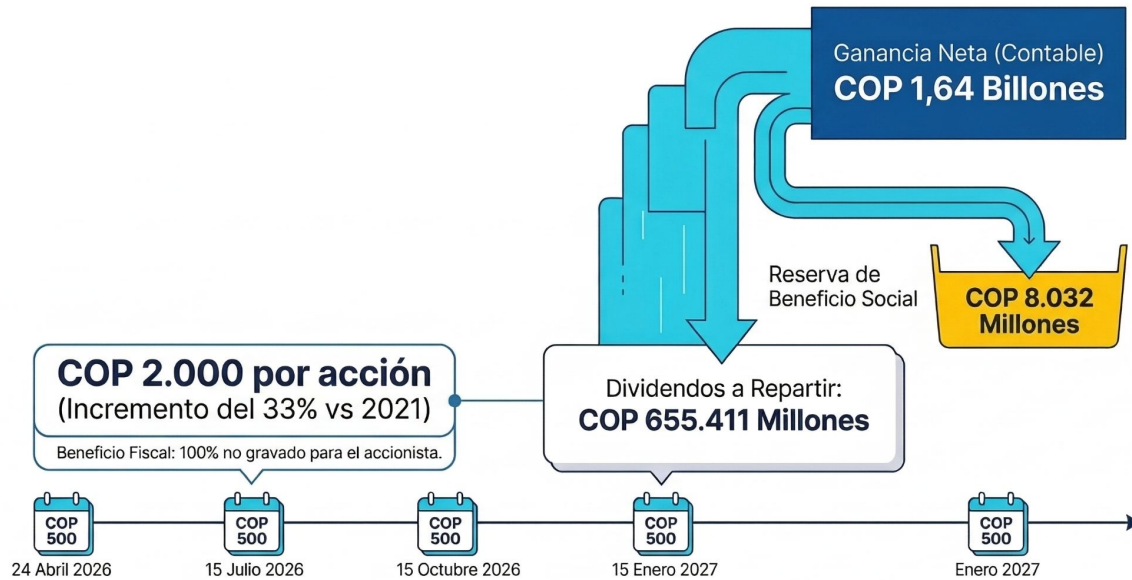 Ganancia Neta (Contable)
COP 1,64 Billones
Reserva de
Beneficio Social
COP 8.032
Millones
COP 2.000 por acción
(Incremento del 33% vs 2021)
Beneficio Fiscal: 100% no gravado para el accionista.
Dividendos a Repartir:
COP 655.411 Millones
COP
500
24 Abril 2026
COP
500
15 Julio 2026
COP
500
15 Octubre 2026
COP
500
15 Enero 2027
COP
500
Enero 2027